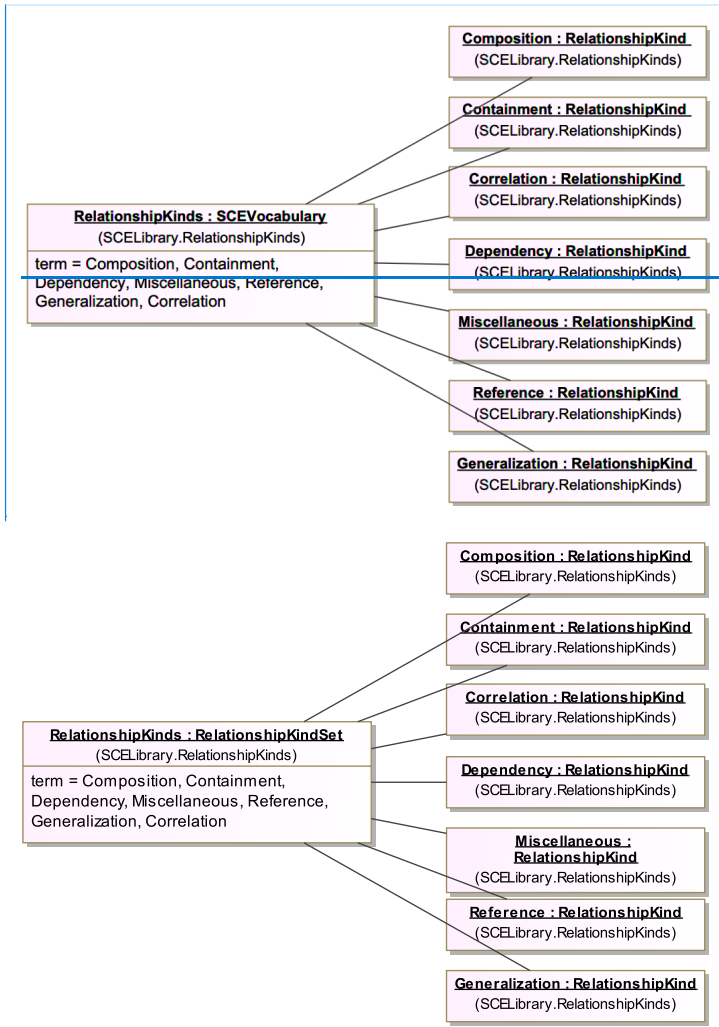 Composition : RelationshipKind
(SCELibrary.RelationshipKinds)
Containment : RelationshipKind
(SCELibrary.RelationshipKinds)
Correlation : RelationshipKind
(SCELibrary.RelationshipKinds)
RelationshipKinds : SCEVocabulary
(SCELibrary.RelationshipKinds)
term = Composition, Containment,
Dependency, Miscellaneous, Reference,
Generalization, Correlation
Dependency : RelationshipKind
(SCELibrary.RelationshipKinds)
Miscellaneous : RelationshipKind
(SCELibrary.RelationshipKinds)
Reference : RelationshipKind
(SCELibrary.RelationshipKinds)
Generalization : RelationshipKind
(SCELibrary.RelationshipKinds)
Composition : RelationshipKind
(SCELibrary.RelationshipKinds)
Containment : RelationshipKind
(SCELibrary.RelationshipKinds)
Correlation : RelationshipKind
(SCELibrary.RelationshipKinds)
RelationshipKinds : RelationshipKindSet
(SCELibrary.RelationshipKinds)
term = Composition, Containment,
Dependency, Miscellaneous, Reference,
Generalization, Correlation
Dependency : RelationshipKind
(SCELibrary.RelationshipKinds)
Miscellaneous :
RelationshipKind
(SCELibrary.RelationshipKinds)
Reference : RelationshipKind
(SCELibrary.RelationshipKinds)
Generalization : RelationshipKind
(SCELibrary.RelationshipKinds)